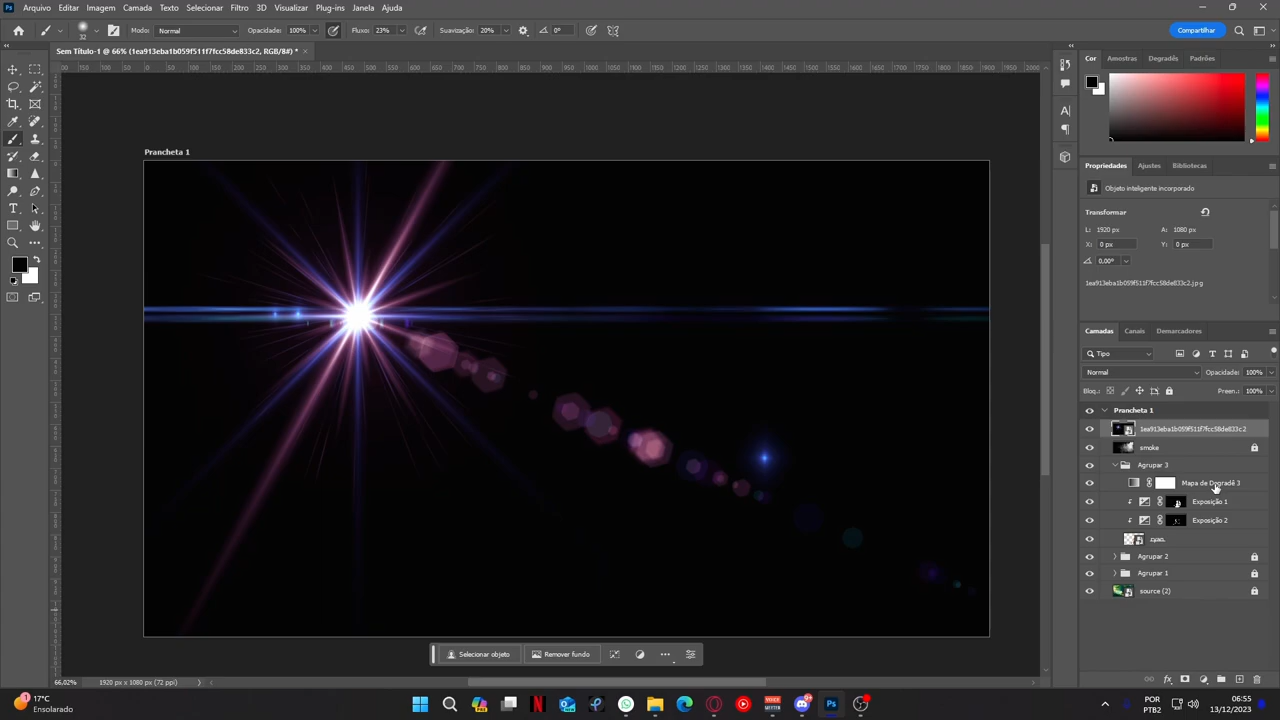 Arquivo Editar Imagem Camada Texto Selecionar Filtro 3D Visualizar Plug-ins Janela Ajuda
32 Modo: Normal Opacidade: 100% Fluxo: 23% Suavização: 20% 0° Compartilhar
Sem Título-1 @ 66% (1ea913eba1b059f511f7fcc58de833c2, RGB/8#) *
Prancheta 1
Cor Amostras Degradês Padrões
Propriedades Ajustes Bibliotecas
Objeto inteligente incorporado
Transformar
L: 1920 px A: 1080 px
X: 0 px Y: 0 px
0,00°
1ea913eba1b059f511f7fcc58de833c2.jpg
Camadas Canais Demarcadores
Tipo
Normal Opacidade: 100%
Bloq.: Preen.: 100%
Prancheta 1
1ea913eba1b059f511f7fcc58de833c2
smoke
Agrupar 3
Mapa de Degradê 3
Exposição 1
Exposição 2
Agrupar 2
Agrupar 1
source (2)
Selecionar objeto Remover fundo
66,02% 1920 px x 1080 px (72 ppi)
17°C
Ensolarado
POR
PTB2
06:55
13/12/2023